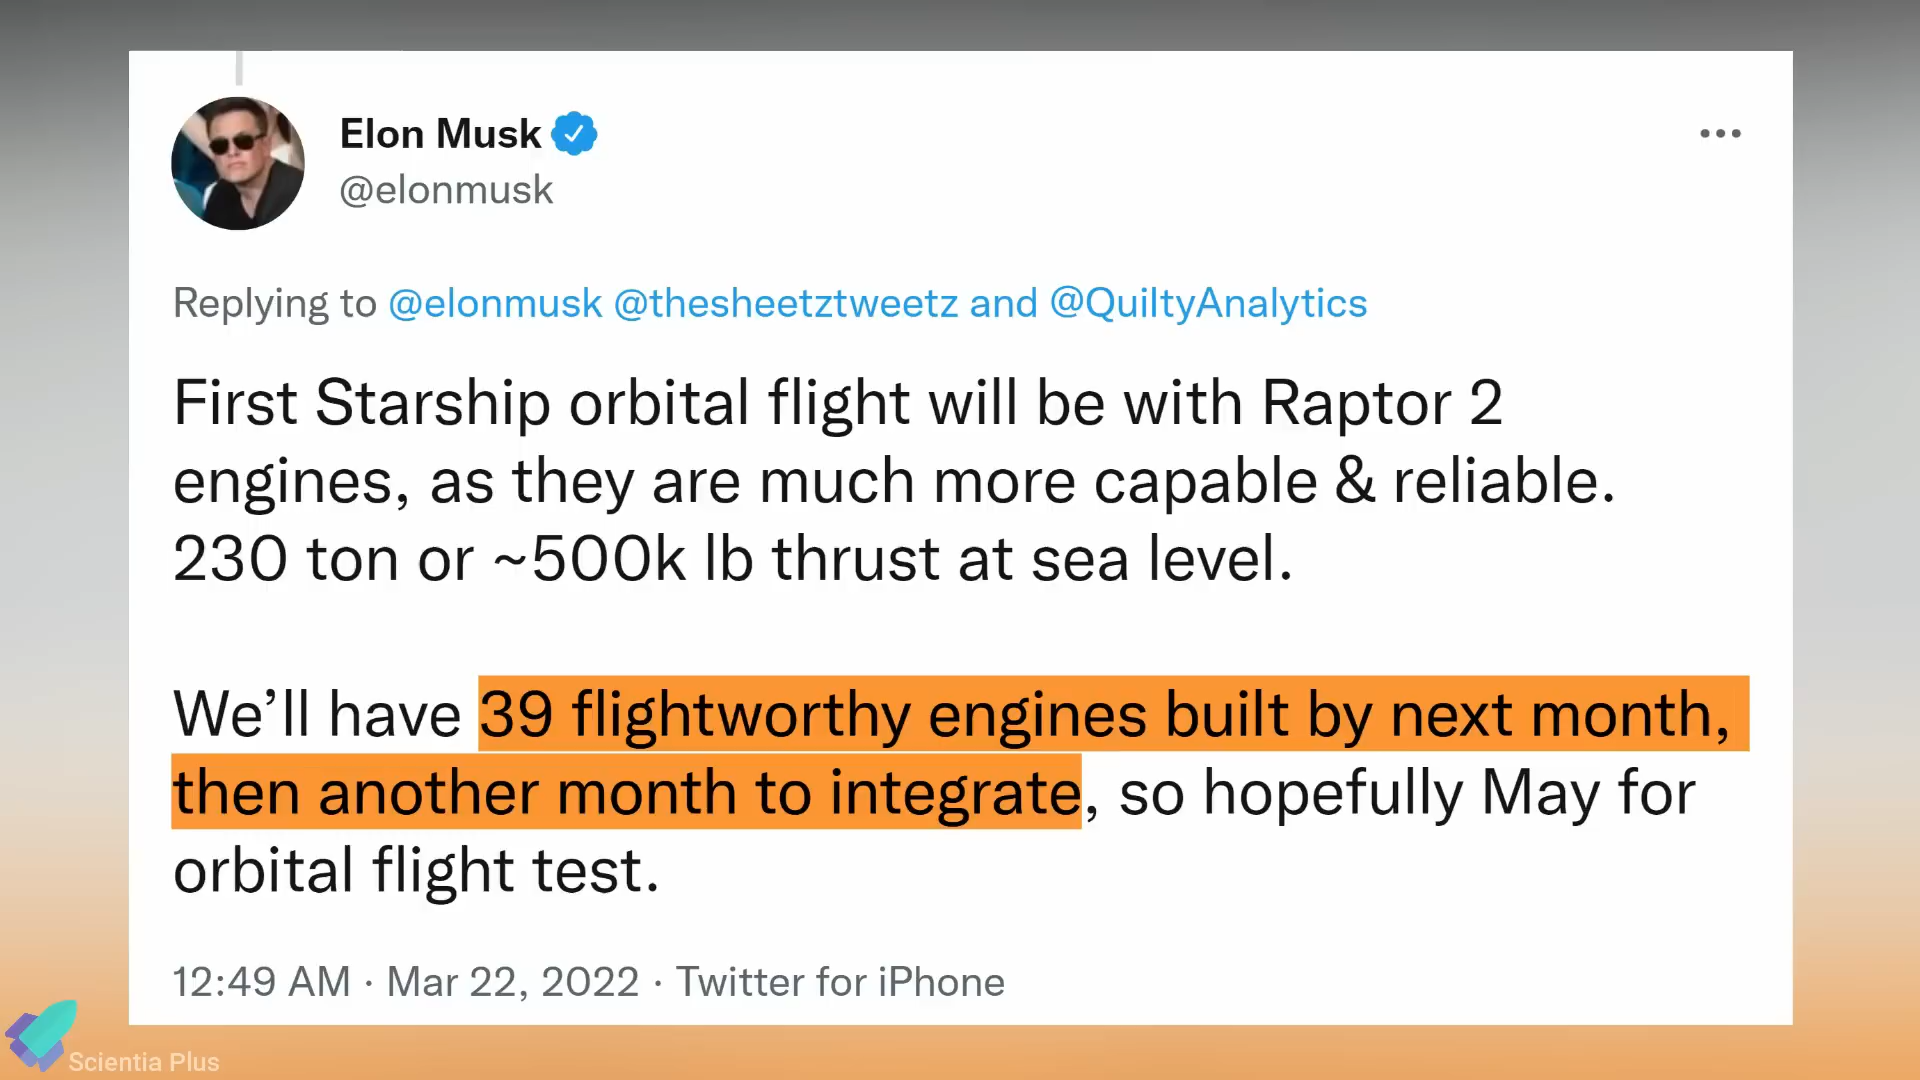 Elon Musk
@elonmusk
Replying to @elonmusk @thesheetztweetz and @QuiltyAnalytics
First Starship orbital flight will be with Raptor 2
engines, as they are much more capable & reliable.
230 ton or ~500k lb thrust at sea level.
We’ll have 39 flightworthy engines built by next month,
then another month to integrate, so hopefully May for
orbital flight test.
12:49 AM · Mar 22, 2022 · Twitter for iPhone
Scientia Plus